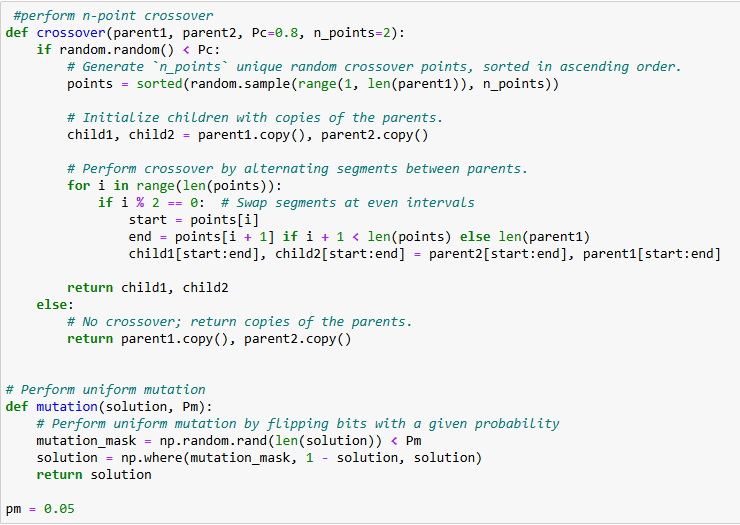 #perform n-point crossover
def crossover(parent1, parent2, Pc=0.8, n_points=2):
    if random.random() < Pc:
        # Generate `n_points` unique random crossover points, sorted in ascending order.
        points = sorted(random.sample(range(1, len(parent1)), n_points))

        # Initialize children with copies of the parents.
        child1, child2 = parent1.copy(), parent2.copy()

        # Perform crossover by alternating segments between parents.
        for i in range(len(points)):
            if i % 2 == 0:  # Swap segments at even intervals
                start = points[i]
                end = points[i + 1] if i + 1 < len(points) else len(parent1)
                child1[start:end], child2[start:end] = parent2[start:end], parent1[start:end]

        return child1, child2
    else:
        # No crossover; return copies of the parents.
        return parent1.copy(), parent2.copy()


# Perform uniform mutation
def mutation(solution, Pm):
    # Perform uniform mutation by flipping bits with a given probability
    mutation_mask = np.random.rand(len(solution)) < Pm
    solution = np.where(mutation_mask, 1 - solution, solution)
    return solution

pm = 0.05